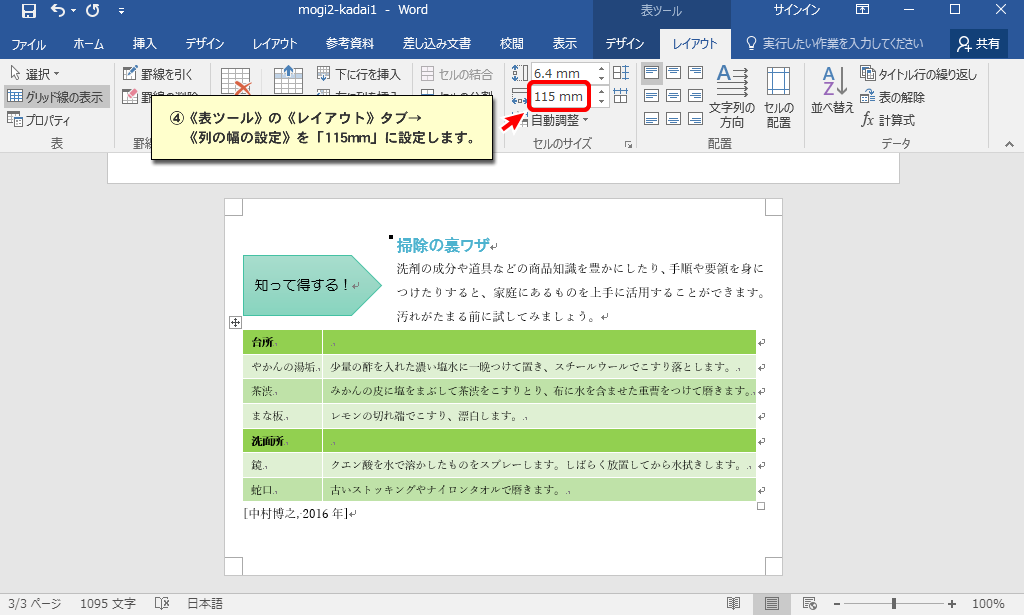 mogi2-kadai1 - Word
表ツール
サインイン
ファイル ホーム 挿入 デザイン レイアウト 参考資料 差し込み文書 校閲 表示 デザイン レイアウト 実行したい作業を入力してください 共有
選択
グリッド線の表示
プロパティ
表
罫線を引く
下に行を挿入
セルの結合
6.4 mm
115 mm
自動調整
セルのサイズ
文字列の方向
セルの配置
配置
並べ替え
タイトル行の繰り返し
表の解除
計算式
データ
④《表ツール》の《レイアウト》タブ→
《列の幅の設定》を「115mm」に設定します。
掃除の裏ワザ
知って得する！
洗剤の成分や道具などの商品知識を豊かにしたり、手順や要領を身に
つけたりすると、家庭にあるものを上手に活用することができます。
汚れがたまる前に試してみましょう。
台所
やかんの湯垢 少量の酢を入れた濃い塩水に一晩つけて置き、スチールウールでこすり落とします。
茶渋 みかんの皮に塩をまぶして茶渋をこすりとり、布に水を含ませた重曹をつけて磨きます。
まな板 レモンの切れ端でこすり、漂白します。
洗面所
鏡 クエン酸を水で溶かしたものをスプレーします。しばらく放置してから水拭きします。
蛇口 古いストッキングやナイロンタオルで磨きます。
[中村博之, 2016 年]
3/3 ページ 1095 文字 日本語 100%